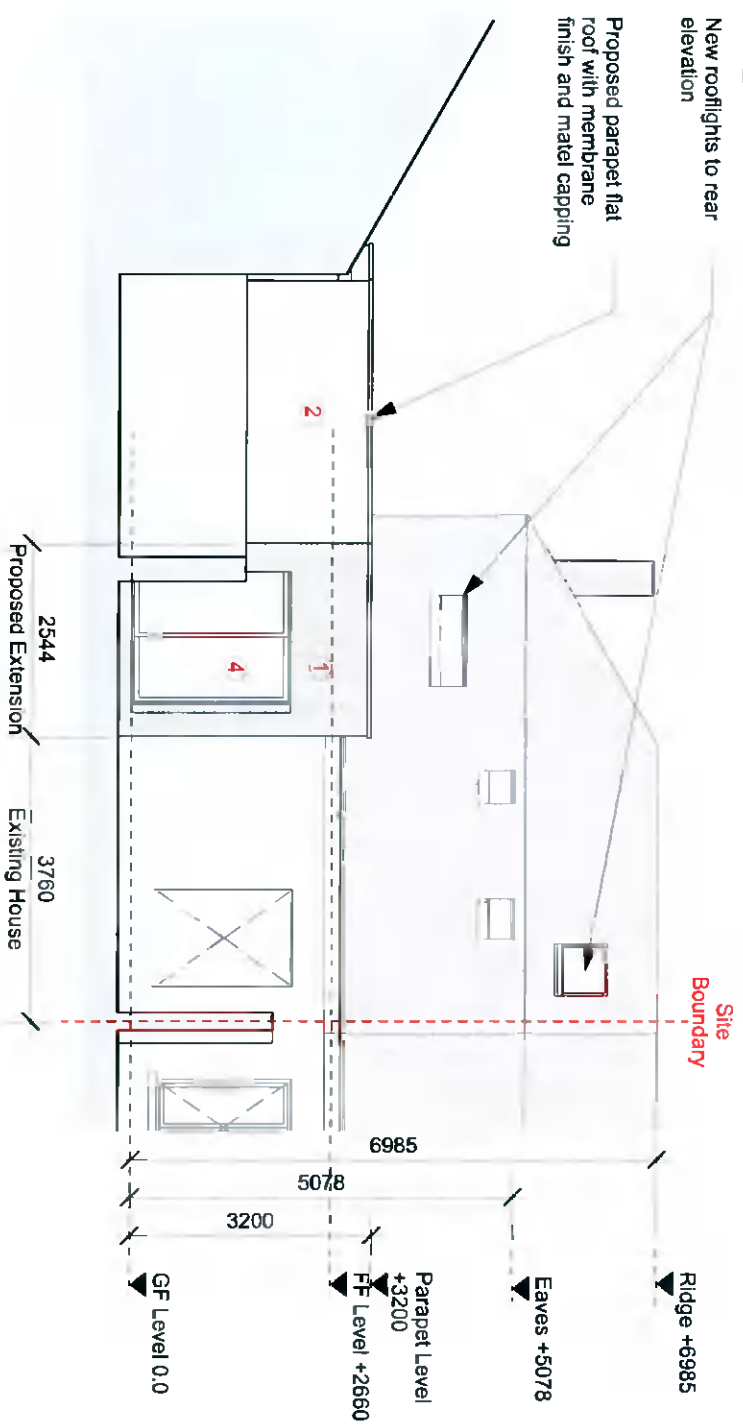 New rooflights to rear
elevation
Proposed parapet flat
roof with membrane
finish and matel capping
Site
Boundary
2
1
4
2544
Proposed Extension
3760
Existing House
6985
5078
3200
Ridge +6985
Eaves +5078
Parapet Level
+3200
FF Level +2660
GF Level 0.0